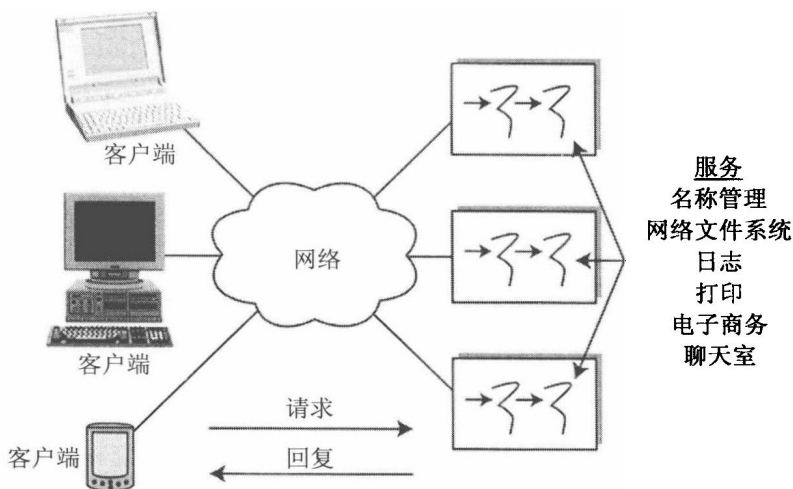 客户端
客户端
客户端
网络
请求
回复
服务
名称管理
网络文件系统
日志
打印
电子商务
聊天室